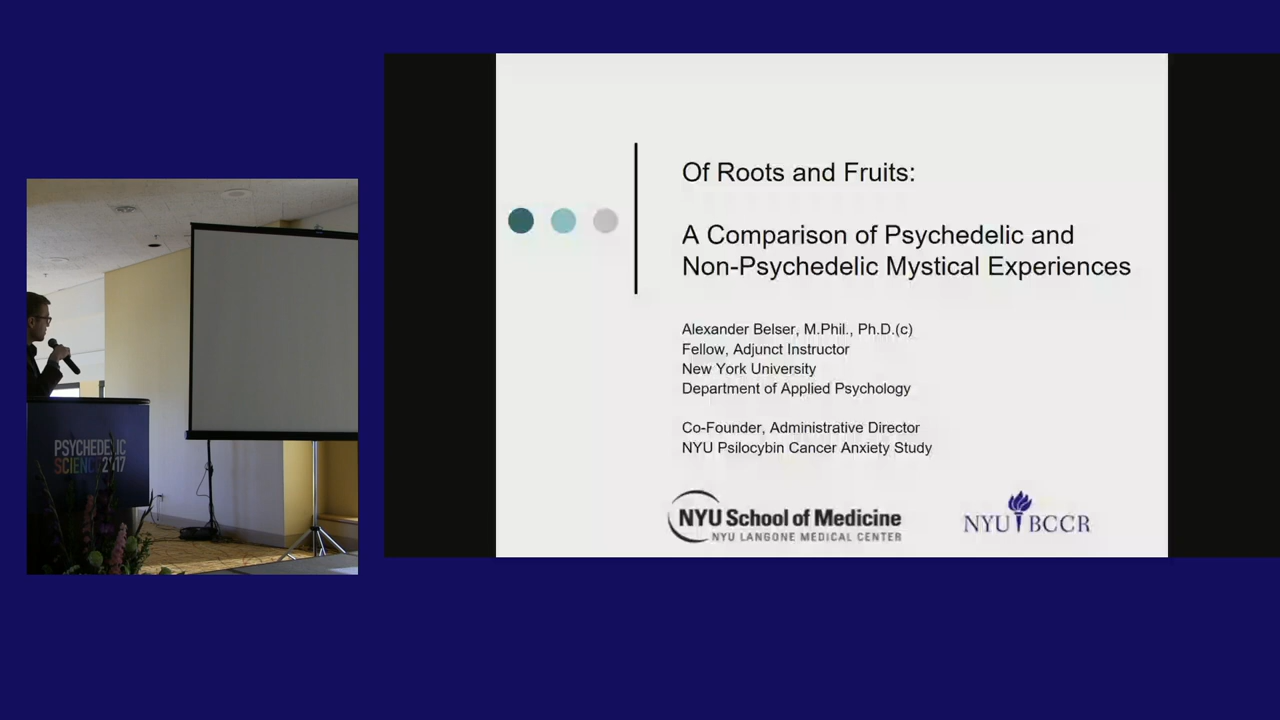 Of Roots and Fruits:
A Comparison of Psychedelic and
Non-Psychedelic Mystical Experiences
Alexander Belser, M.Phil., Ph.D.(c)
Fellow, Adjunct Instructor
New York University
Department of Applied Psychology
Co-Founder, Administrative Director
NYU Psilocybin Cancer Anxiety Study
NYU School of Medicine
NYU LANGONE MEDICAL CENTER
NYU BCCR
PSYCHEDELIC
SCIENCE 2017